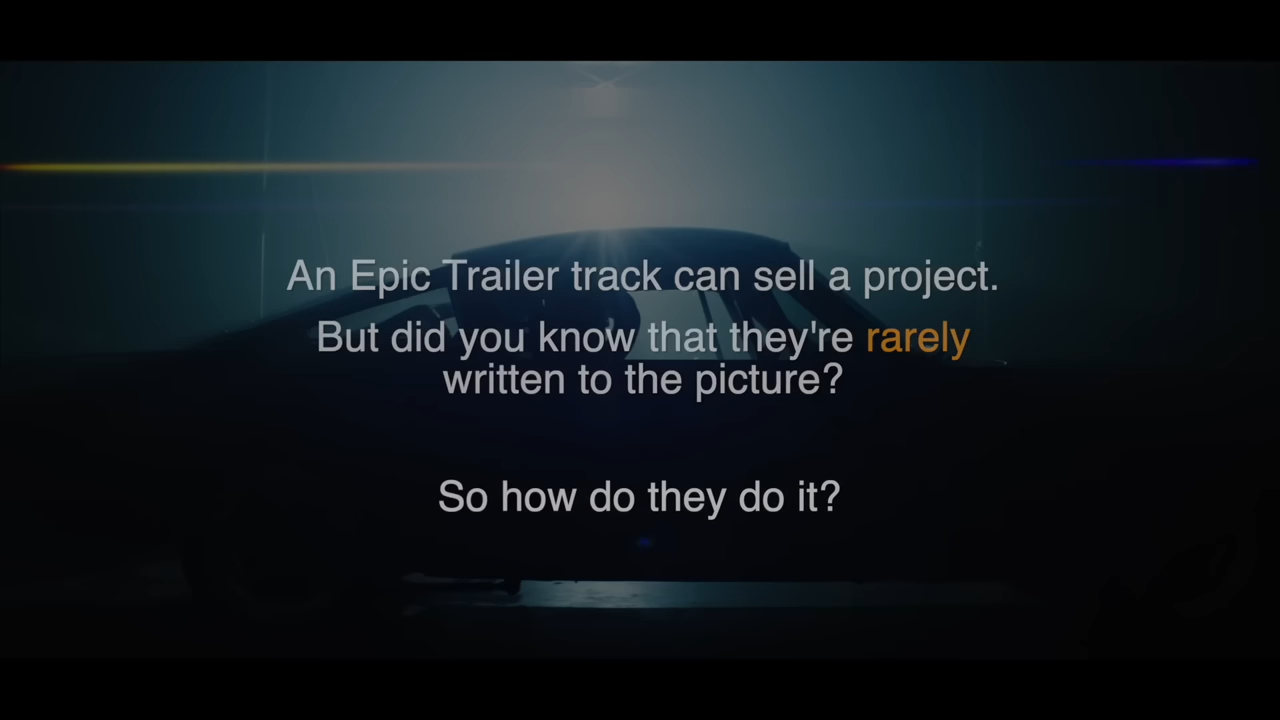 An Epic Trailer track can sell a project.
But did you know that they're rarely
written to the picture?
So how do they do it?